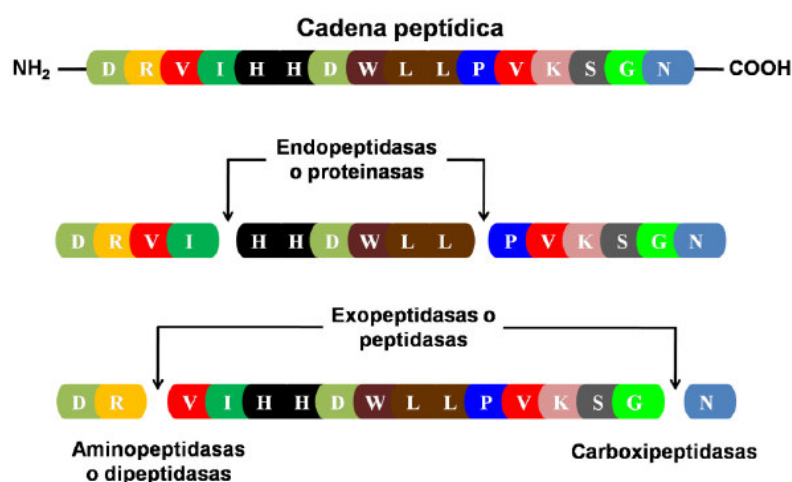 Cadena peptídica
NH₂ D R V I H H D W L L P V K S G N COOH
Endopeptidasas
o proteinasas
D R V I H H D W L L P V K S G N
Exopeptidasas o
peptidasas
D R V I H H D W L L P V K S G N
Aminopeptidasas
o dipeptidasas
Carboxipeptidasas